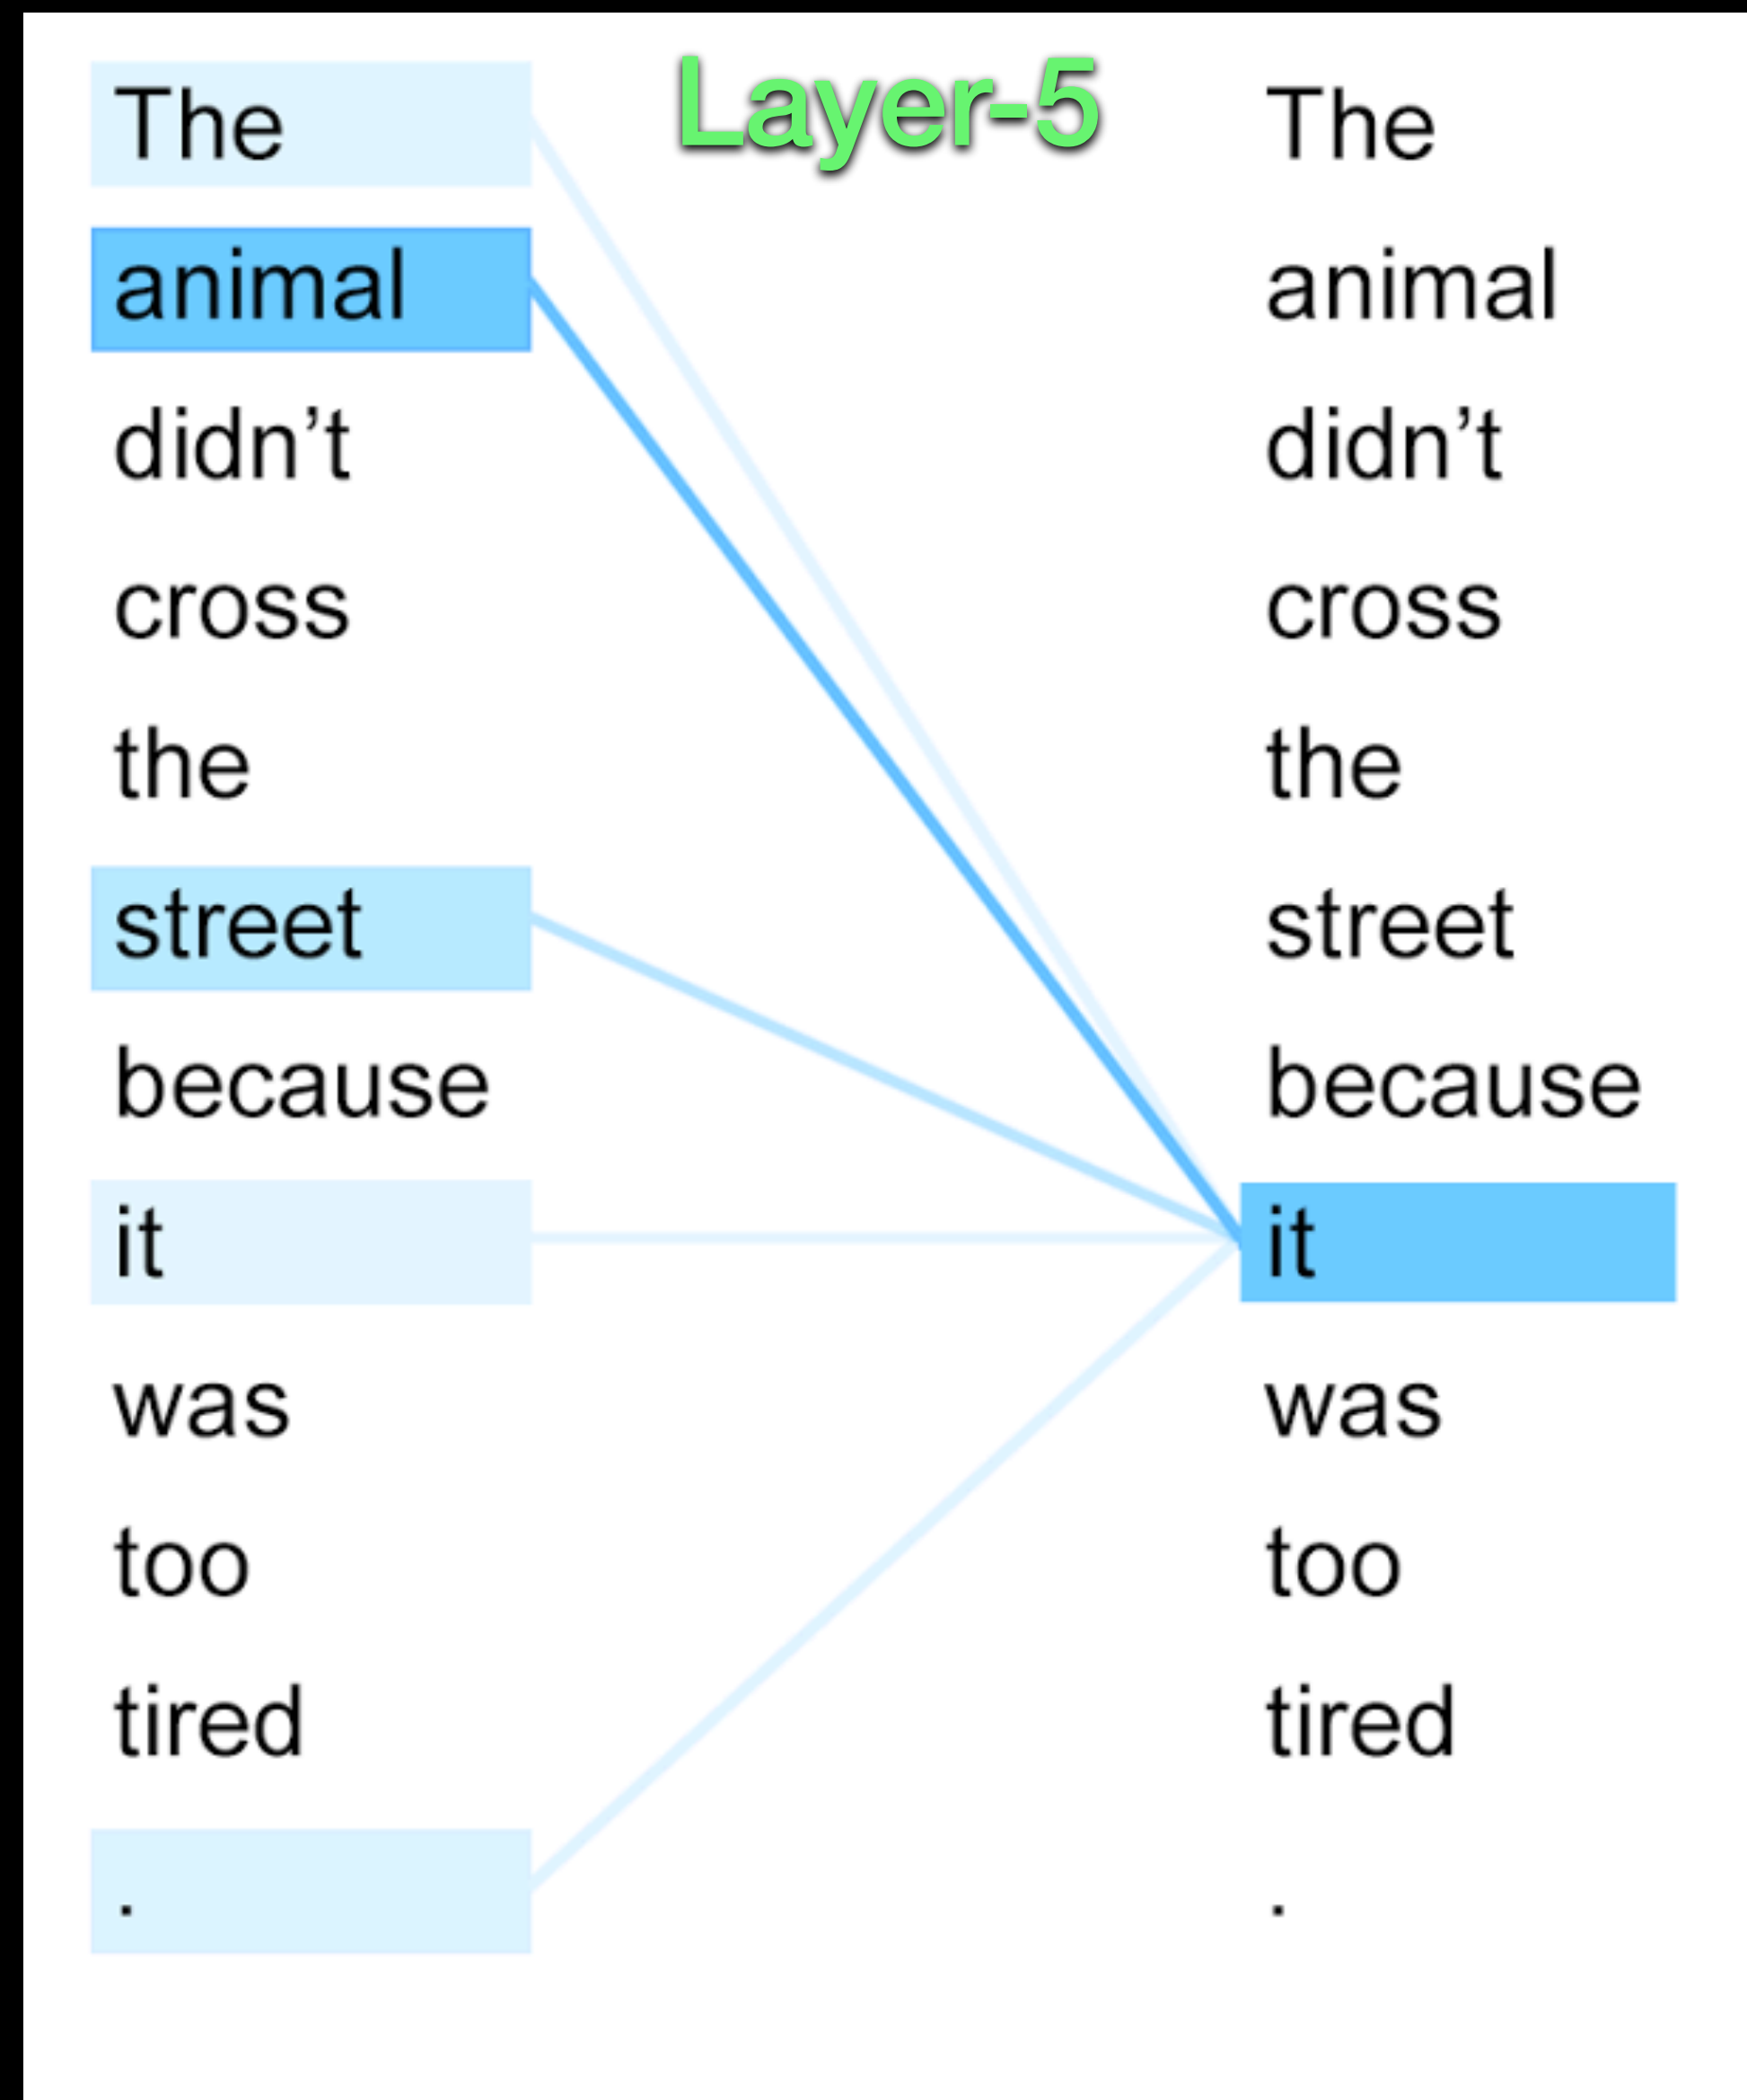 Layer-5
The
animal
didn’t
cross
the
street
because
it
was
too
tired
.
The
animal
didn’t
cross
the
street
because
it
was
too
tired
.